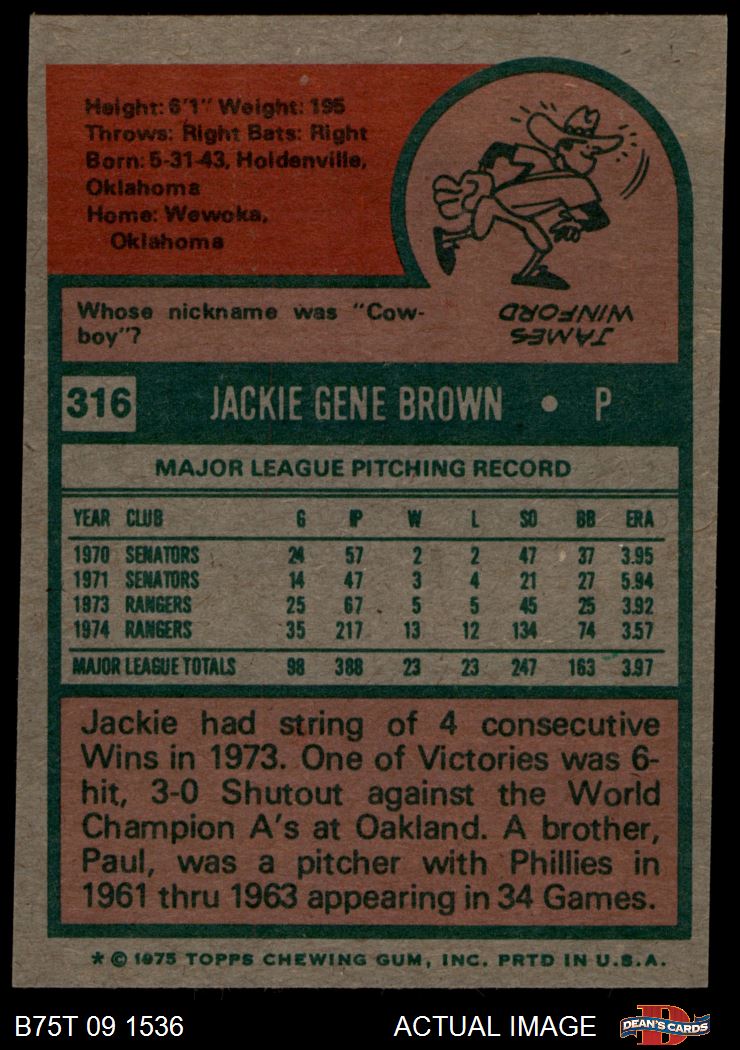 Height: 6'1" Weight: 195
Throws: Right Bats: Right
Born: 5-31-43, Holdenville,
Oklahoma
Home: Wewoka,
Oklahoma
Whose nickname was "Cow-
boy"?
JAMES
WINFORD
316 JACKIE GENE BROWN • P
MAJOR LEAGUE PITCHING RECORD
YEAR CLUB G IP W L SO BB ERA
1970 SENATORS 24 57 2 2 47 37 3.95
1971 SENATORS 14 47 3 4 21 27 5.94
1973 RANGERS 25 67 5 5 45 25 3.92
1974 RANGERS 35 217 13 12 134 74 3.57
MAJOR LEAGUE TOTALS 98 388 23 23 247 163 3.97
Jackie had string of 4 consecutive
Wins in 1973. One of Victories was 6-
hit, 3-0 Shutout against the World
Champion A's at Oakland. A brother,
Paul, was a pitcher with Phillies in
1961 thru 1963 appearing in 34 Games.
* © 1975 TOPPS CHEWING GUM, INC. PRTD IN U.S.A.
B75T 09 1536 ACTUAL IMAGE DEAN'S CARDS